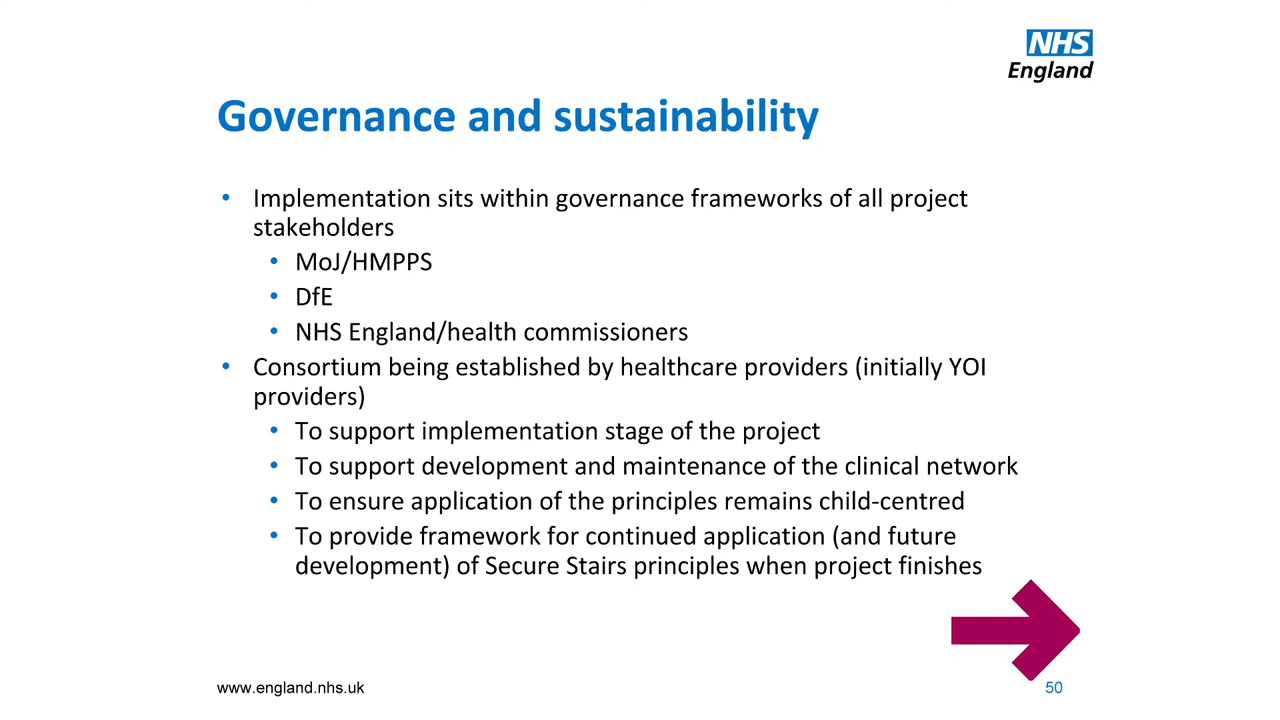 NHS
England
Governance and sustainability
• Implementation sits within governance frameworks of all project
stakeholders
• MoJ/HMPPS
• DfE
• NHS England/health commissioners
• Consortium being established by healthcare providers (initially YOI
providers)
• To support implementation stage of the project
• To support development and maintenance of the clinical network
• To ensure application of the principles remains child-centred
• To provide framework for continued application (and future
development) of Secure Stairs principles when project finishes
www.england.nhs.uk
50